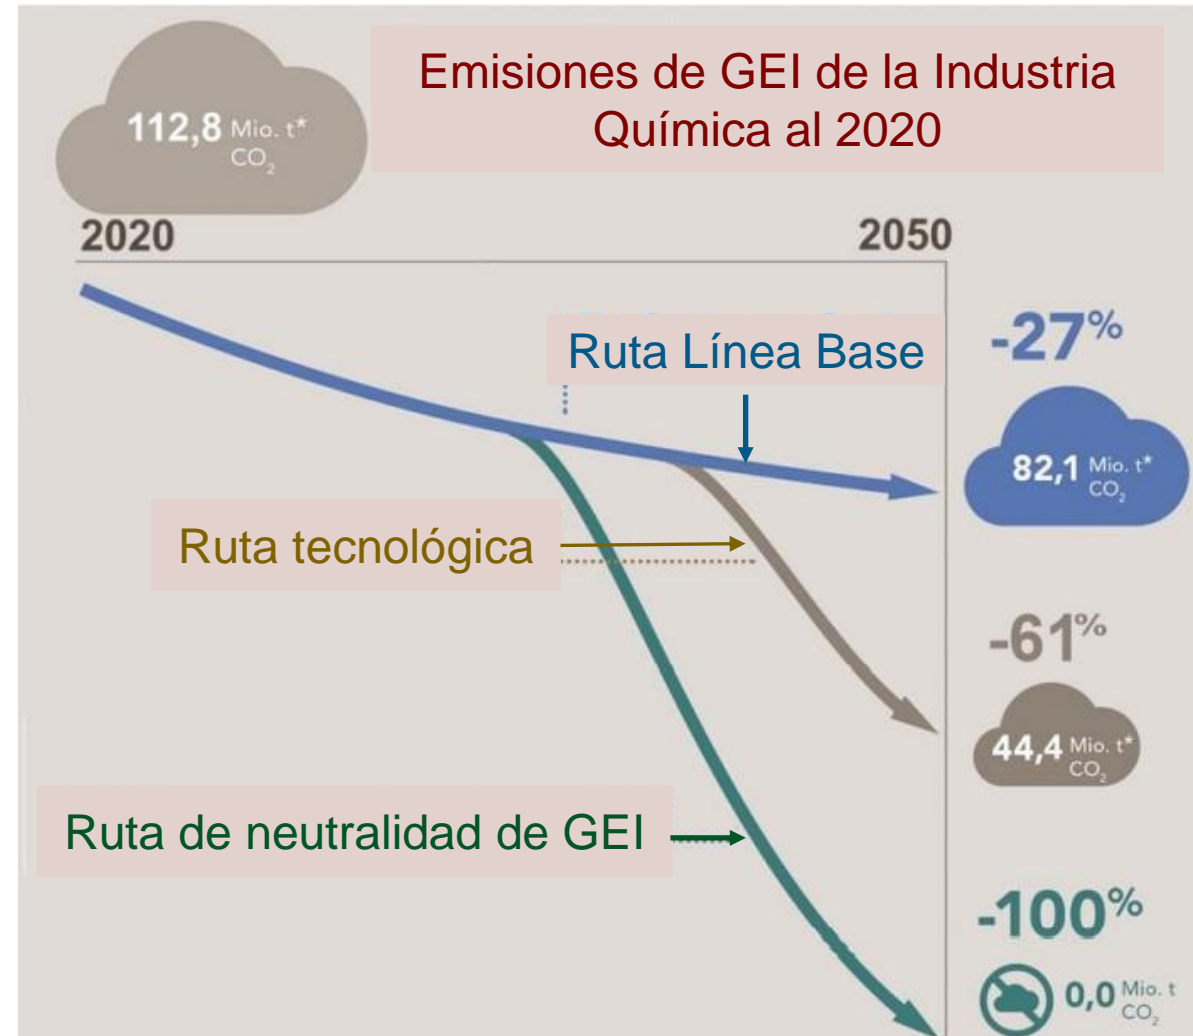 112,8 Mio. t*
CO₂
Emisiones de GEI de la Industria
Química al 2020
2020
2050
-27%
Ruta Línea Base
82,1 Mio. t*
CO₂
Ruta tecnológica
-61%
44,4 Mio. t*
CO₂
Ruta de neutralidad de GEI
-100%
0,0 Mio. t
CO₂